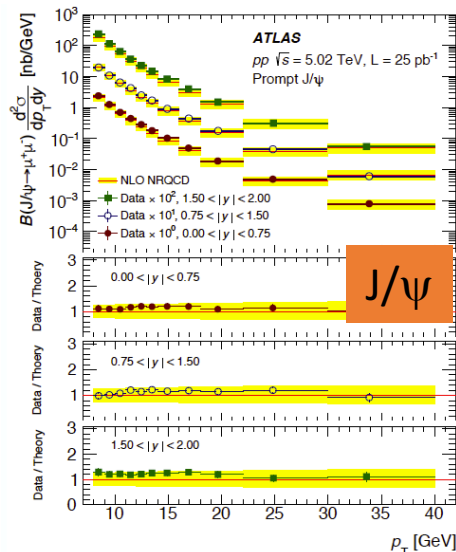 B(J/ψ→μ⁺μ⁻) d²σ/dp_T dy [nb/GeV]
10³
10²
10
1
10⁻¹
10⁻²
10⁻³
10⁻⁴
ATLAS
pp √s = 5.02 TeV, L = 25 pb⁻¹
Prompt J/ψ
NLO NRQCD
Data ×10², 1.50 < |y| < 2.00
Data ×10¹, 0.75 < |y| < 1.50
Data ×10⁰, 0.00 < |y| < 0.75
Data / Thoery
3
2
1
0.00 < |y| < 0.75
J/ψ
Data / Theory
3
2
1
0.75 < |y| < 1.50
Data / Theory
3
2
1
0
1.50 < |y| < 2.00
10 15 20 25 30 35 40
p_T [GeV]